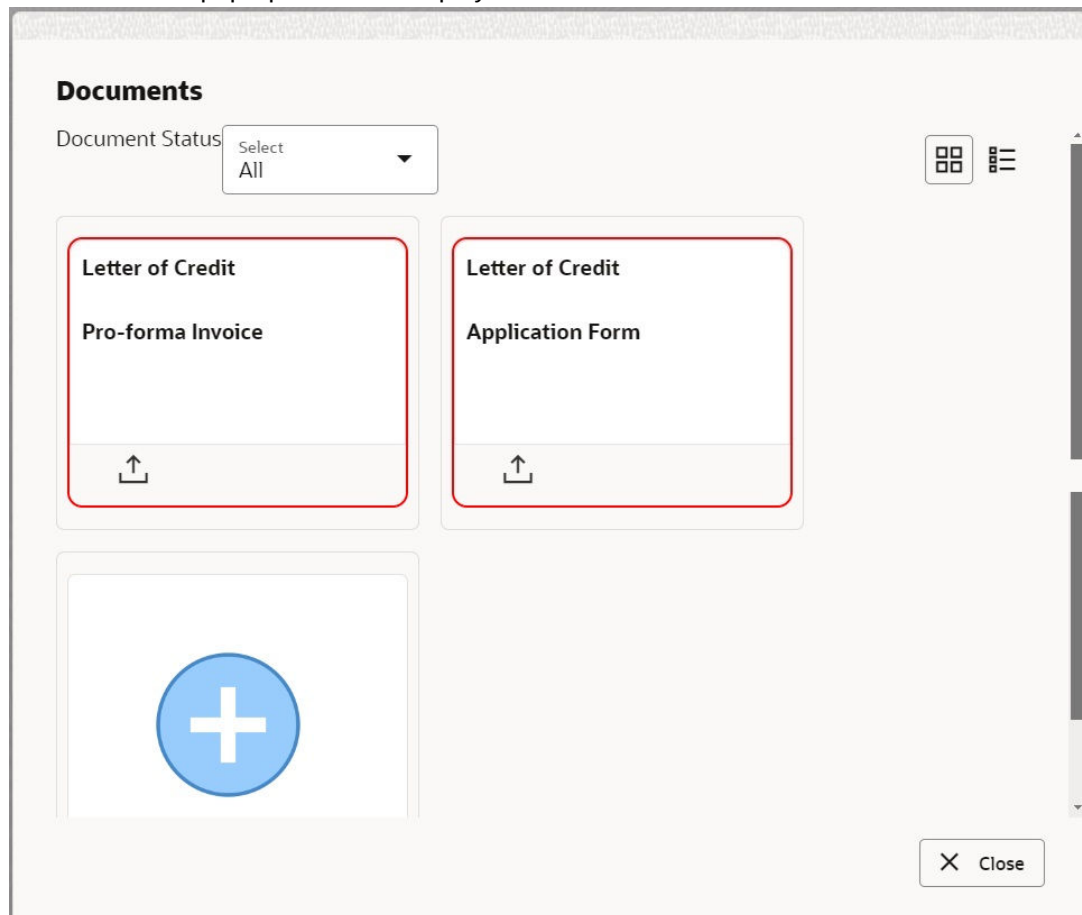 Documents
Document Status
Select
All
Letter of Credit
Pro-forma Invoice
Letter of Credit
Application Form
Close